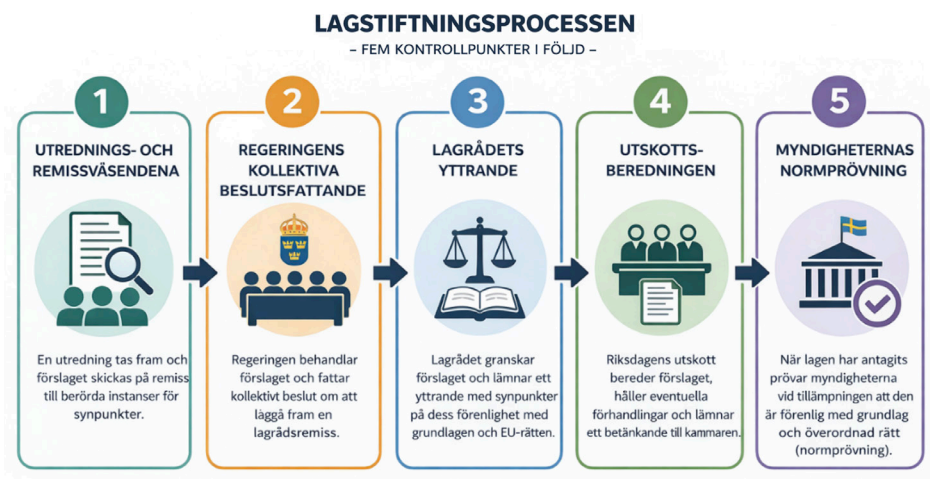 LAGSTIFTNINGSPROCESSEN
– FEM KONTROLLPUNKTER I FÖLJD –
1
UTREDNINGS- OCH
REMISSVÄSENDENA
En utredning tas fram och
förslaget skickas på remiss
till berörda instanser för
synpunkter.
2
REGERINGENS
KOLLEKTIVA
BESLUTSFATTANDE
Regeringen behandlar
förslaget och fattar
kollektivt beslut om att
läggå fram en
lagrådsremiss.
3
LAGRÅDETS
YTTRANDE
Lagrådet granskar
förslaget och lämnar ett
yttrande med synpunkter
på dess förenlighet med
grundlagen och EU-rätten.
4
UTSKOTTS-
BEREDNINGEN
Riksdagens utskott
bereder förslaget,
håller eventuella
förhandlingar och lämnar
ett betänkande till kammaren.
5
MYNDIGHETERNAS
NORMPRÖVNING
När lagen har antagits
prövar myndigheterna
vid tillämpningen att den
är förenlig med grundlag
och överordnad rätt
(normprövning).